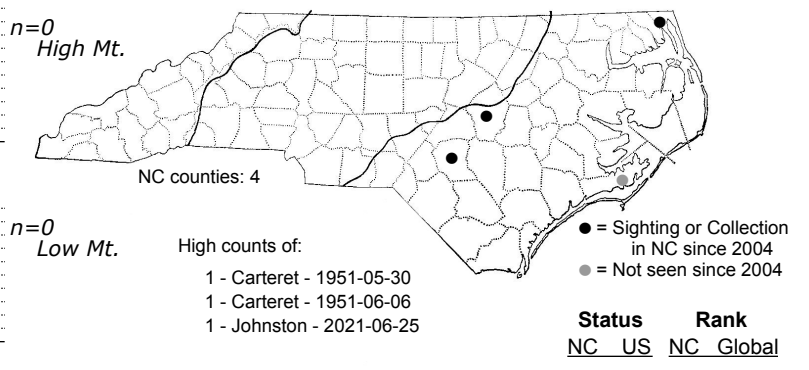 n=0
High Mt.
NC counties: 4
n=0
Low Mt.
High counts of:
1 - Carteret - 1951-05-30
1 - Carteret - 1951-06-06
1 - Johnston - 2021-06-25
= Sighting or Collection
in NC since 2004
= Not seen since 2004
Status Rank
NC US NC Global